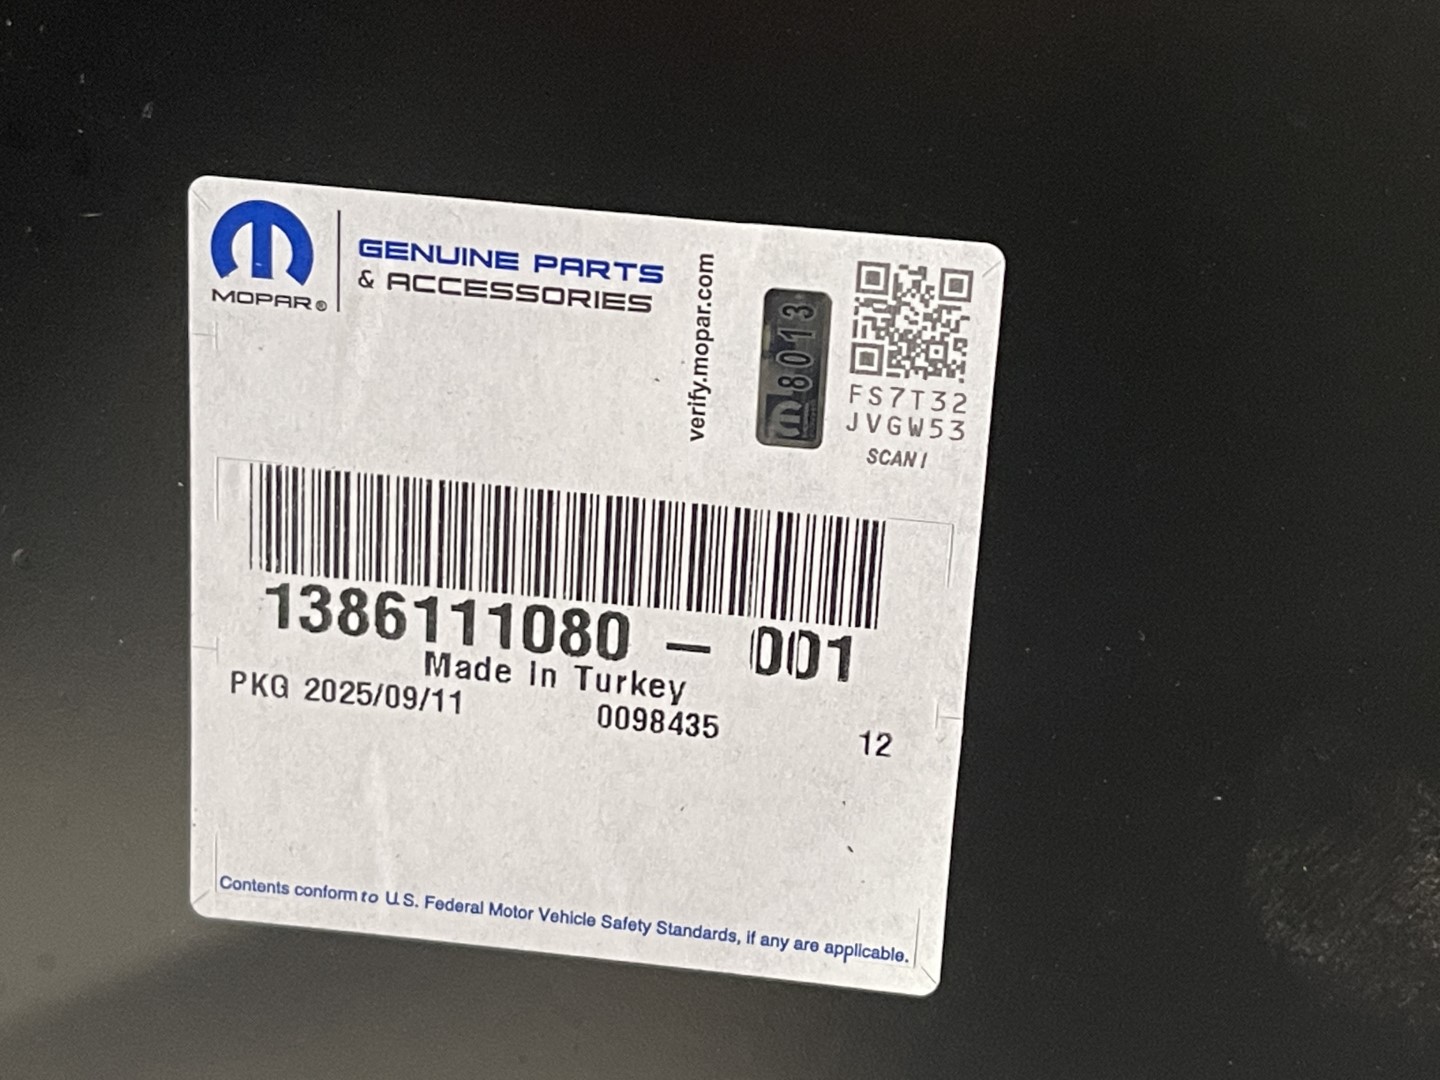 MOPAR®
GENUINE PARTS
& ACCESSORIES
verify.mopar.com
8013
FS7T32
JVGW53
SCAN
1386111080 – 001
Made in Turkey
PKG 2025/09/11
0098435
12
Contents conform to U.S. Federal Motor Vehicle Safety Standards, if any are applicable.